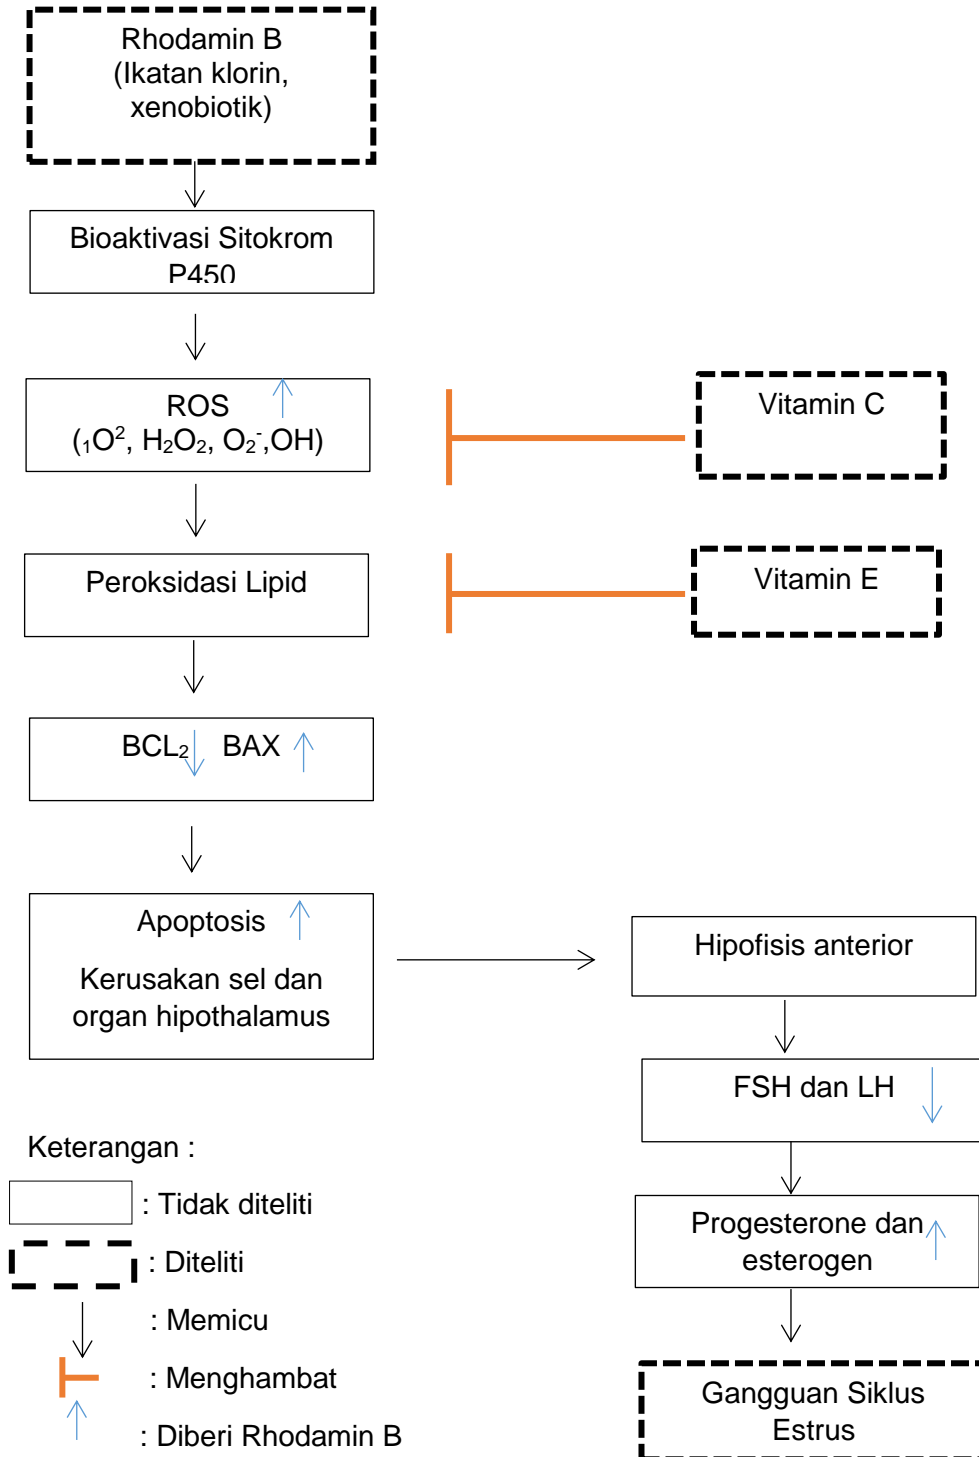 Rhodamin B
(Ikatan klorin,
xenobiotik)
Bioaktivasi Sitokrom
P450
ROS
(₁O², H₂O₂, O₂⁻,OH)
Vitamin C
Peroksidasi Lipid
Vitamin E
BCL₂ BAX
Apoptosis
Kerusakan sel dan
organ hipothalamus
Hipofisis anterior
FSH dan LH
Progesterone dan
esterogen
Gangguan Siklus
Estrus
Keterangan :
: Tidak diteliti
: Diteliti
: Memicu
: Menghambat
: Diberi Rhodamin B